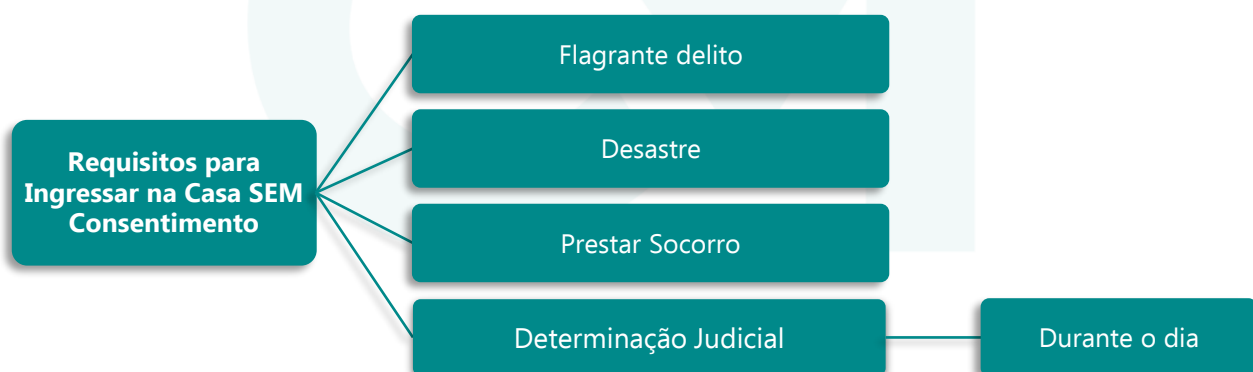 Requisitos para
Ingressar na Casa SEM
Consentimento
Flagrante delito
Desastre
Prestar Socorro
Determinação Judicial
Durante o dia